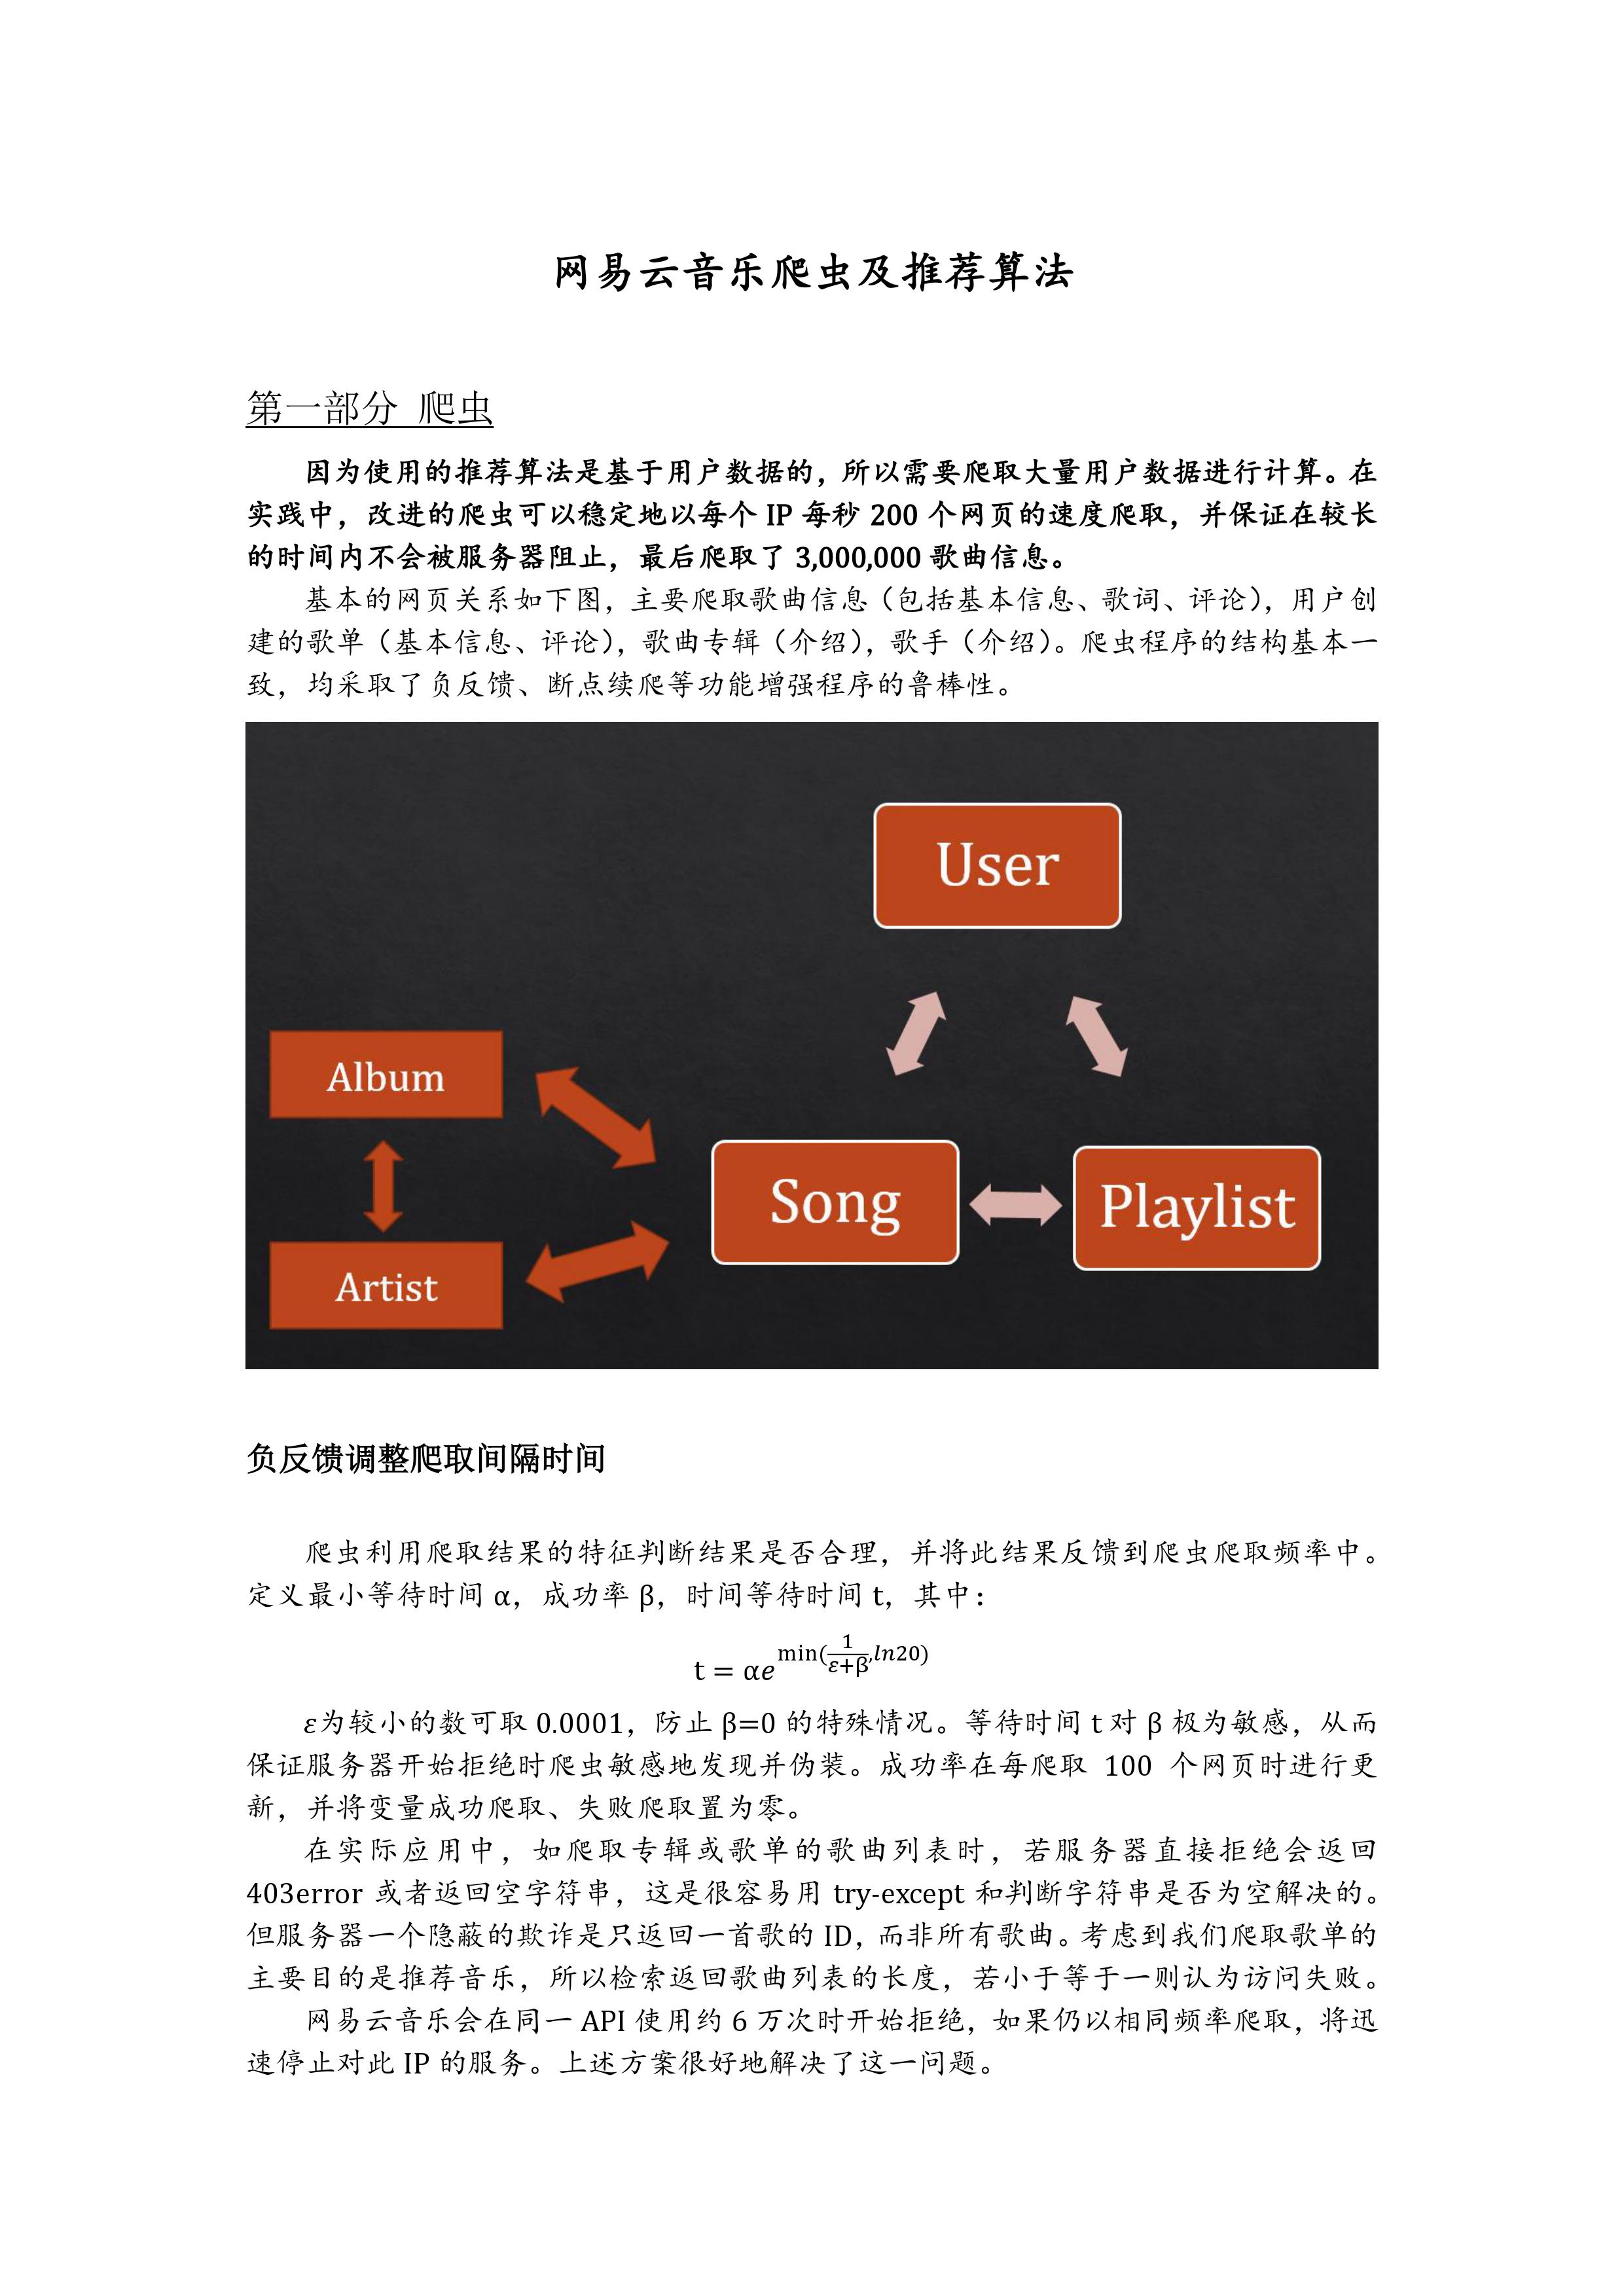 网易云音乐爬虫及推荐算法
第一部分 爬虫
因为使用的推荐算法是基于用户数据的，所以需要爬取大量用户数据进行计算。在
实践中，改进的爬虫可以稳定地以每个 IP 每秒 200 个网页的速度爬取，并保证在较长
的时间内不会被服务器阻止，最后爬取了 3,000,000 歌曲信息。
基本的网页关系如下图，主要爬取歌曲信息（包括基本信息、歌词、评论），用户创
建的歌单（基本信息、评论），歌曲专辑（介绍），歌手（介绍）。爬虫程序的结构基本一
致，均采取了负反馈、断点续爬等功能增强程序的鲁棒性。
User
Album
Song
Playlist
Artist
负反馈调整爬取间隔时间
爬虫利用爬取结果的特征判断结果是否合理，并将此结果反馈到爬虫爬取频率中。
定义最小等待时间 α，成功率 β，时间等待时间 t，其中：
t = αe^min(1/(ε+β),ln20)
ε为较小的数可取 0.0001，防止 β=0 的特殊情况。等待时间 t 对 β 极为敏感，从而
保证服务器开始拒绝时爬虫敏感地发现并伪装。成功率在每爬取 100 个网页时进行更
新，并将变量成功爬取、失败爬取置为零。
在实际应用中，如爬取专辑或歌单的歌曲列表时，若服务器直接拒绝会返回
403error 或者返回空字符串，这是很容易用 try-except 和判断字符串是否为空解决的。
但服务器一个隐蔽的欺诈是只返回一首歌的 ID，而非所有歌曲。考虑到我们爬取歌单的
主要目的是推荐音乐，所以检索返回歌曲列表的长度，若小于等于一则认为访问失败。
网易云音乐会在同一 API 使用约 6 万次时开始拒绝，如果仍以相同频率爬取，将迅
速停止对此 IP 的服务。上述方案很好地解决了这一问题。